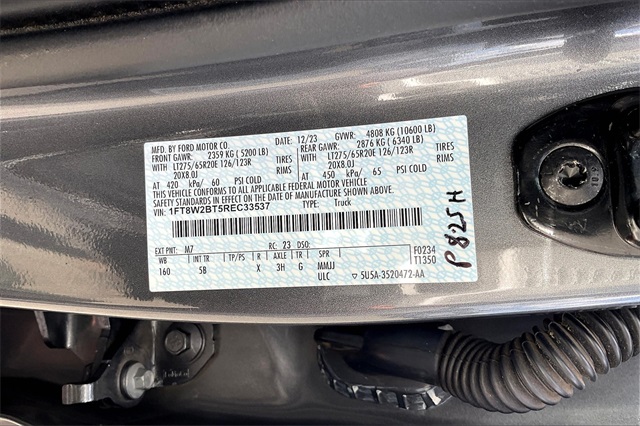 MFD. BY FORD MOTOR CO. 12/23 GVWR: 4808 KG (10600 LB)
FRONT GAWR: 2359 KG ( 5200 LB) REAR GAWR: 2876 KG ( 6340 LB)
WITH LT275/65R20E 126/123R TIRES WITH LT275/65R20E 126/123R TIRES
20X8.0J RIMS 20X8.0J RIMS
AT 420 kPa/ 60 PSI COLD AT 450 kPa/ 65 PSI COLD
THIS VEHICLE CONFORMS TO ALL APPLICABLE FEDERAL MOTOR VEHICLE
SAFETY STANDARDS IN EFFECT ON THE DATE OF MANUFACTURE SHOWN ABOVE.
VIN: 1FT8W2BT5REC33537 TYPE: Truck
EXT PNT: M7 RC: 23 DSO: F0234
WB INT TR TP/PS R AXLE TR MMJJ T1350
160 5B X 3H G ULC ▽ 5U5A-3520472-AA
P825H
10.9